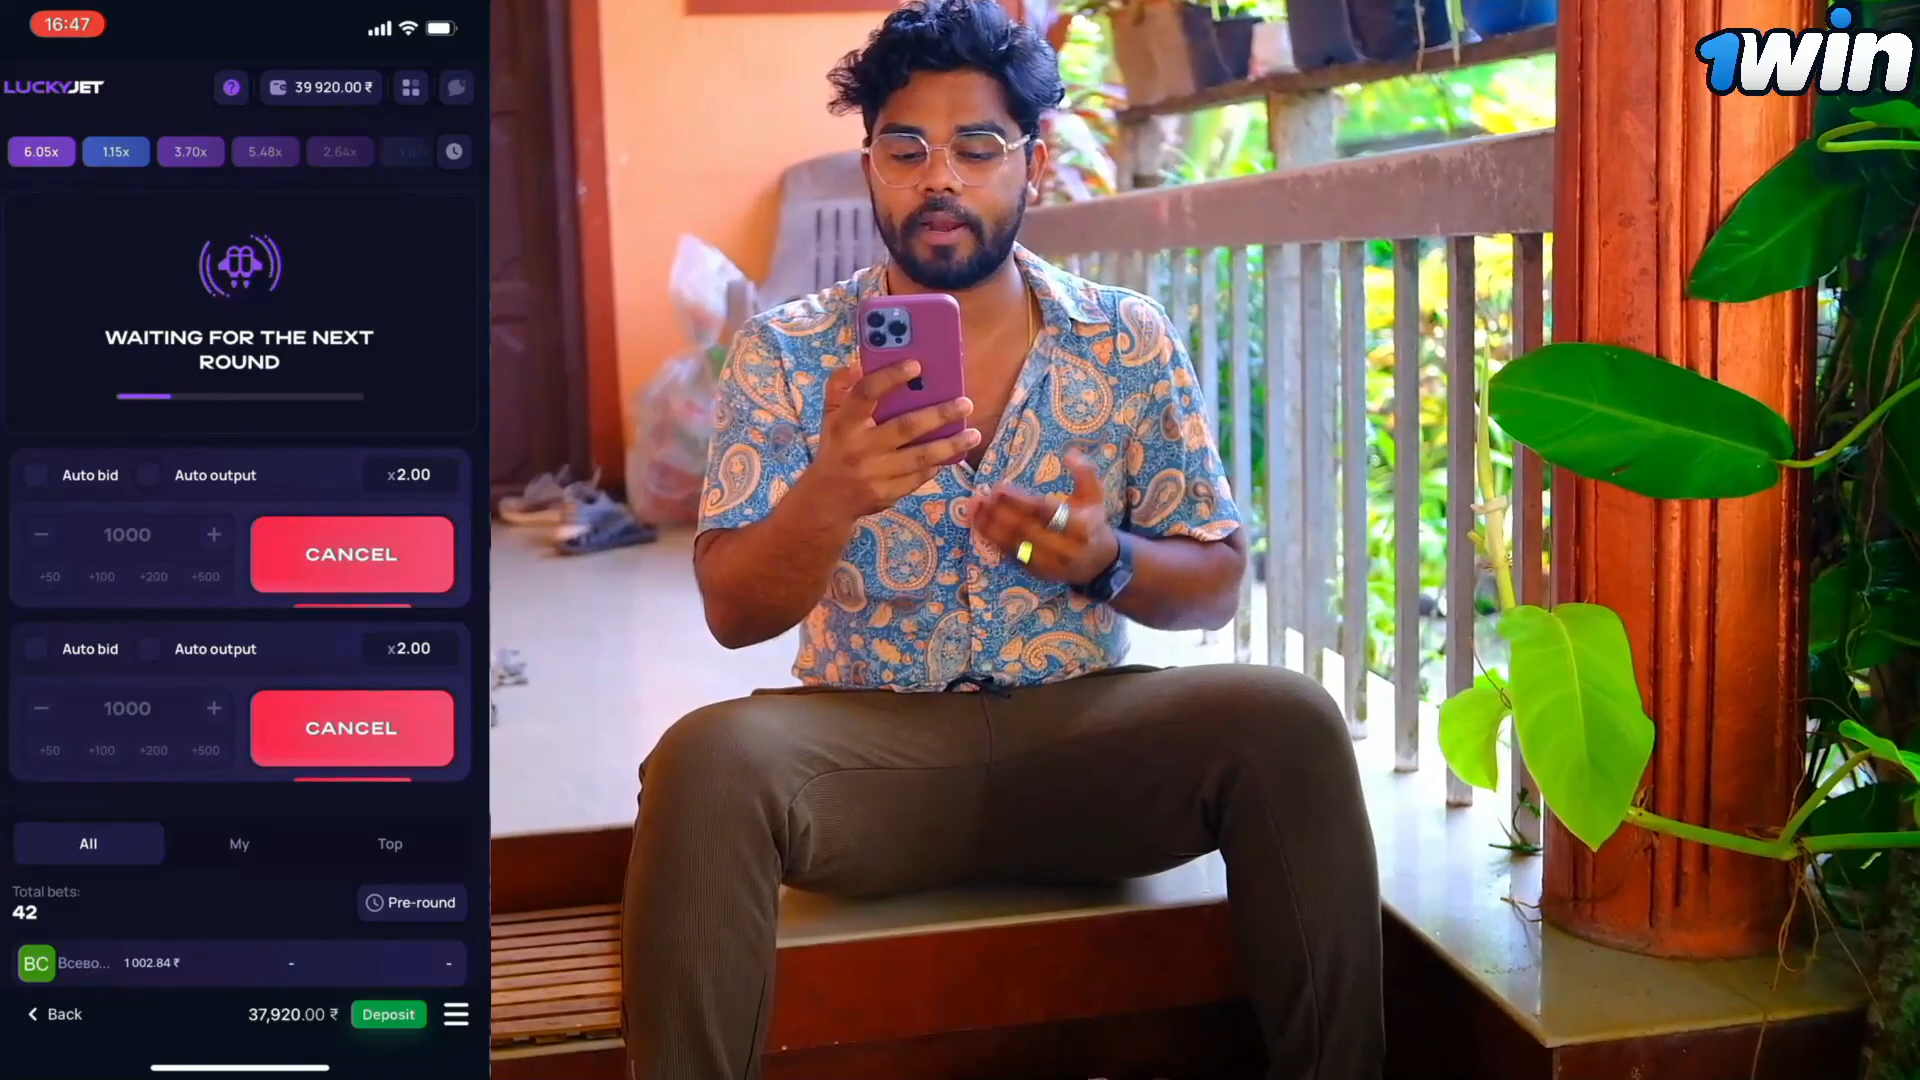 16:47
1win
LUCKYJET
?
39 920.00 ₹
6.05x
1.15x
3.70x
5.48x
2.64x
WAITING FOR THE NEXT
ROUND
Auto bid
Auto output
x2.00
− 1000 +
CANCEL
+50 +100 +200 +500
Auto bid
Auto output
x2.00
− 1000 +
CANCEL
+50 +100 +200 +500
All
My
Top
Total bets:
42
Pre-round
BC
Всево...
1 002.84 ₹
-
-
Back
37,920.00 ₹
Deposit